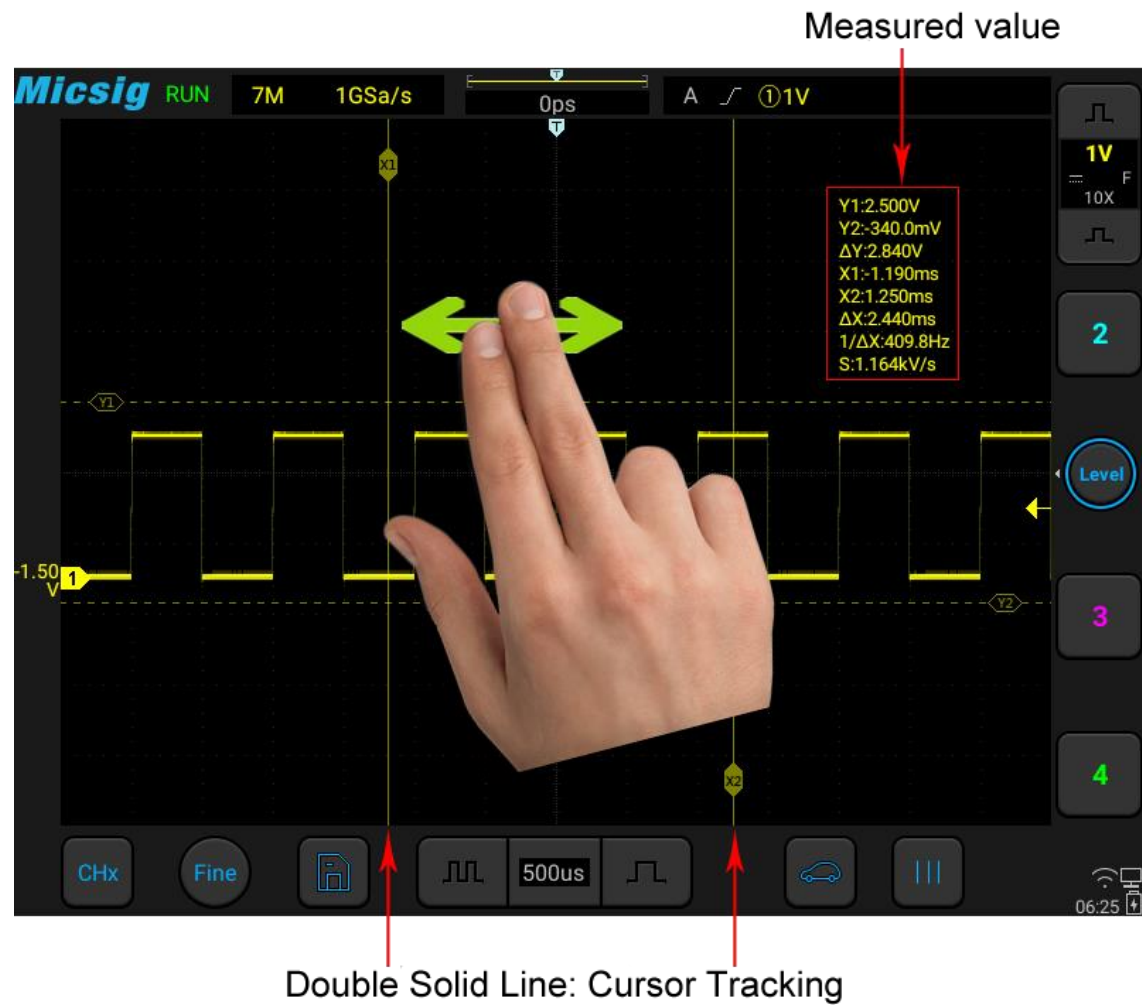 Measured value
Micsig RUN 7M 1GSa/s 0ps A ①1V
T
T
X1
1V
F
10X
Y1:2.500V
Y2:-340.0mV
ΔY:2.840V
X1:-1.190ms
X2:1.250ms
ΔX:2.440ms
1/ΔX:409.8Hz
S:1.164kV/s
2
Y1
Level
-1.50
V
1
Y2
3
X2
4
CHx Fine 500us
06:25
Double Solid Line: Cursor Tracking